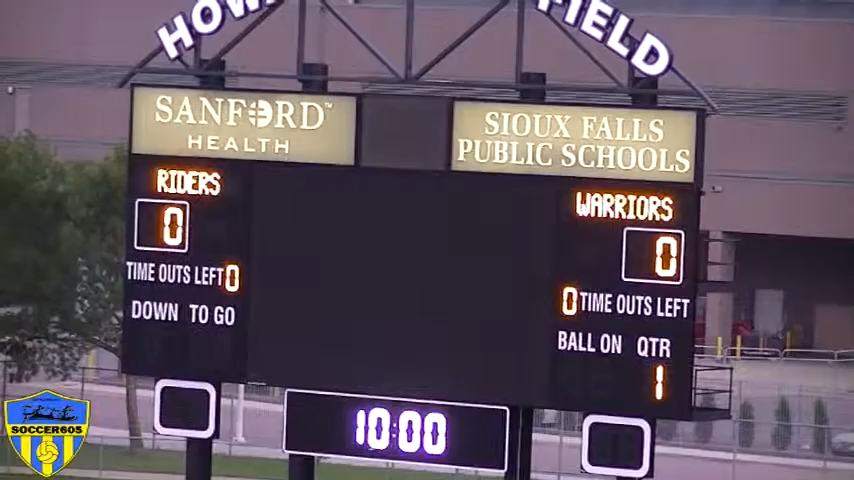 HOW
FIELD
SANFORD™
HEALTH
SIOUX FALLS
PUBLIC SCHOOLS
RIDERS
0
TIME OUTS LEFT 0
DOWN TO GO
WARRIORS
0
0 TIME OUTS LEFT
BALL ON QTR
1
10:00
SOCCER605